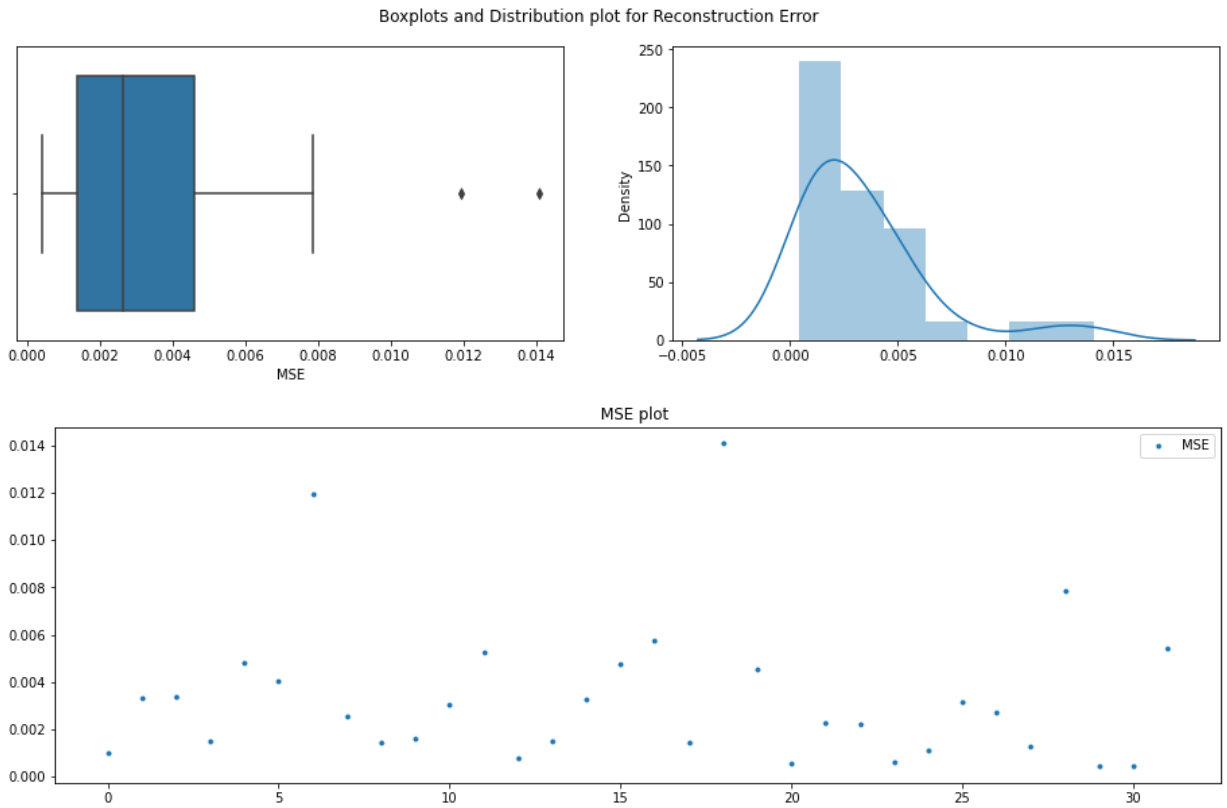 Boxplots and Distribution plot for Reconstruction Error
0.000 0.002 0.004 0.006 0.008 0.010 0.012 0.014
MSE
250
200
150
100
50
0
Density
−0.005 0.000 0.005 0.010 0.015
MSE plot
0.014
0.012
0.010
0.008
0.006
0.004
0.002
0.000
MSE
0 5 10 15 20 25 30